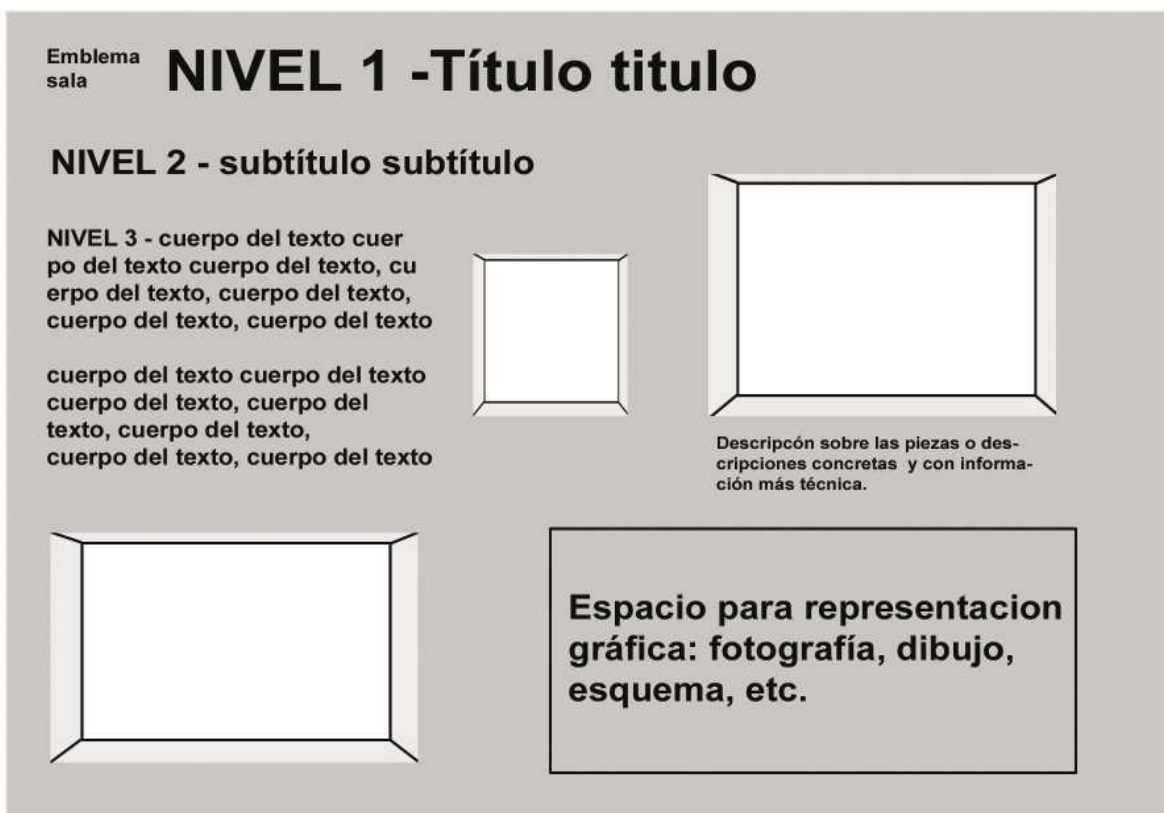 Emblema
sala
NIVEL 1 -Título titulo
NIVEL 2 - subtítulo subtítulo
NIVEL 3 - cuerpo del texto cuer
po del texto cuerpo del texto, cu
erpo del texto, cuerpo del texto,
cuerpo del texto, cuerpo del texto
cuerpo del texto cuerpo del texto
cuerpo del texto, cuerpo del
texto, cuerpo del texto,
cuerpo del texto, cuerpo del texto
Descripcón sobre las piezas o des-
cripciones concretas y con informa-
ción más técnica.
Espacio para representacion
gráfica: fotografía, dibujo,
esquema, etc.